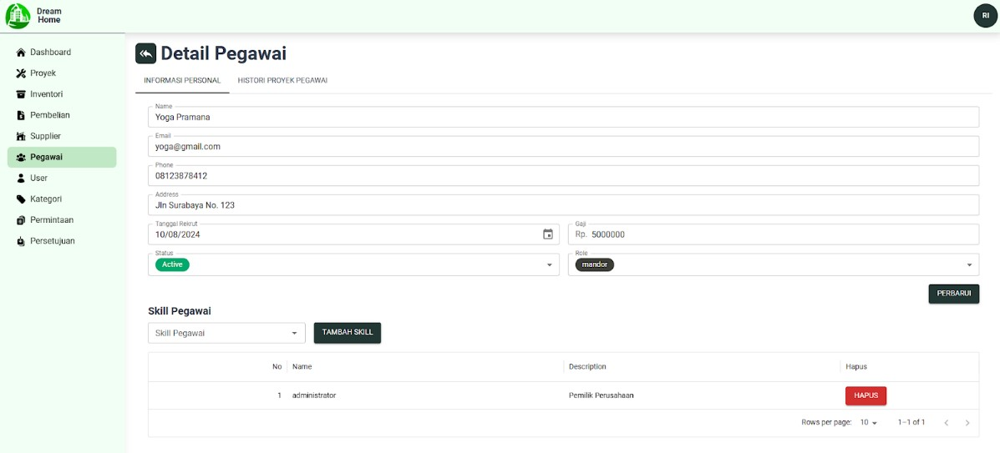 Dream
Home
RI
Dashboard
Proyek
Inventori
Pembelian
Supplier
Pegawai
User
Kategori
Permintaan
Persetujuan
Detail Pegawai
INFORMASI PERSONAL HISTORI PROYEK PEGAWAI
Name
Yoga Pramana
Email
yoga@gmail.com
Phone
08123878412
Address
Jln Surabaya No. 123
Tanggal Rekrut Gaji
10/08/2024 Rp. 5000000
Status Role
Active mandor
PERBARUI
Skill Pegawai
Skill Pegawai TAMBAH SKILL
No Name Description Hapus
1 administrator Pemilik Perusahaan HAPUS
Rows per page: 10 1–1 of 1